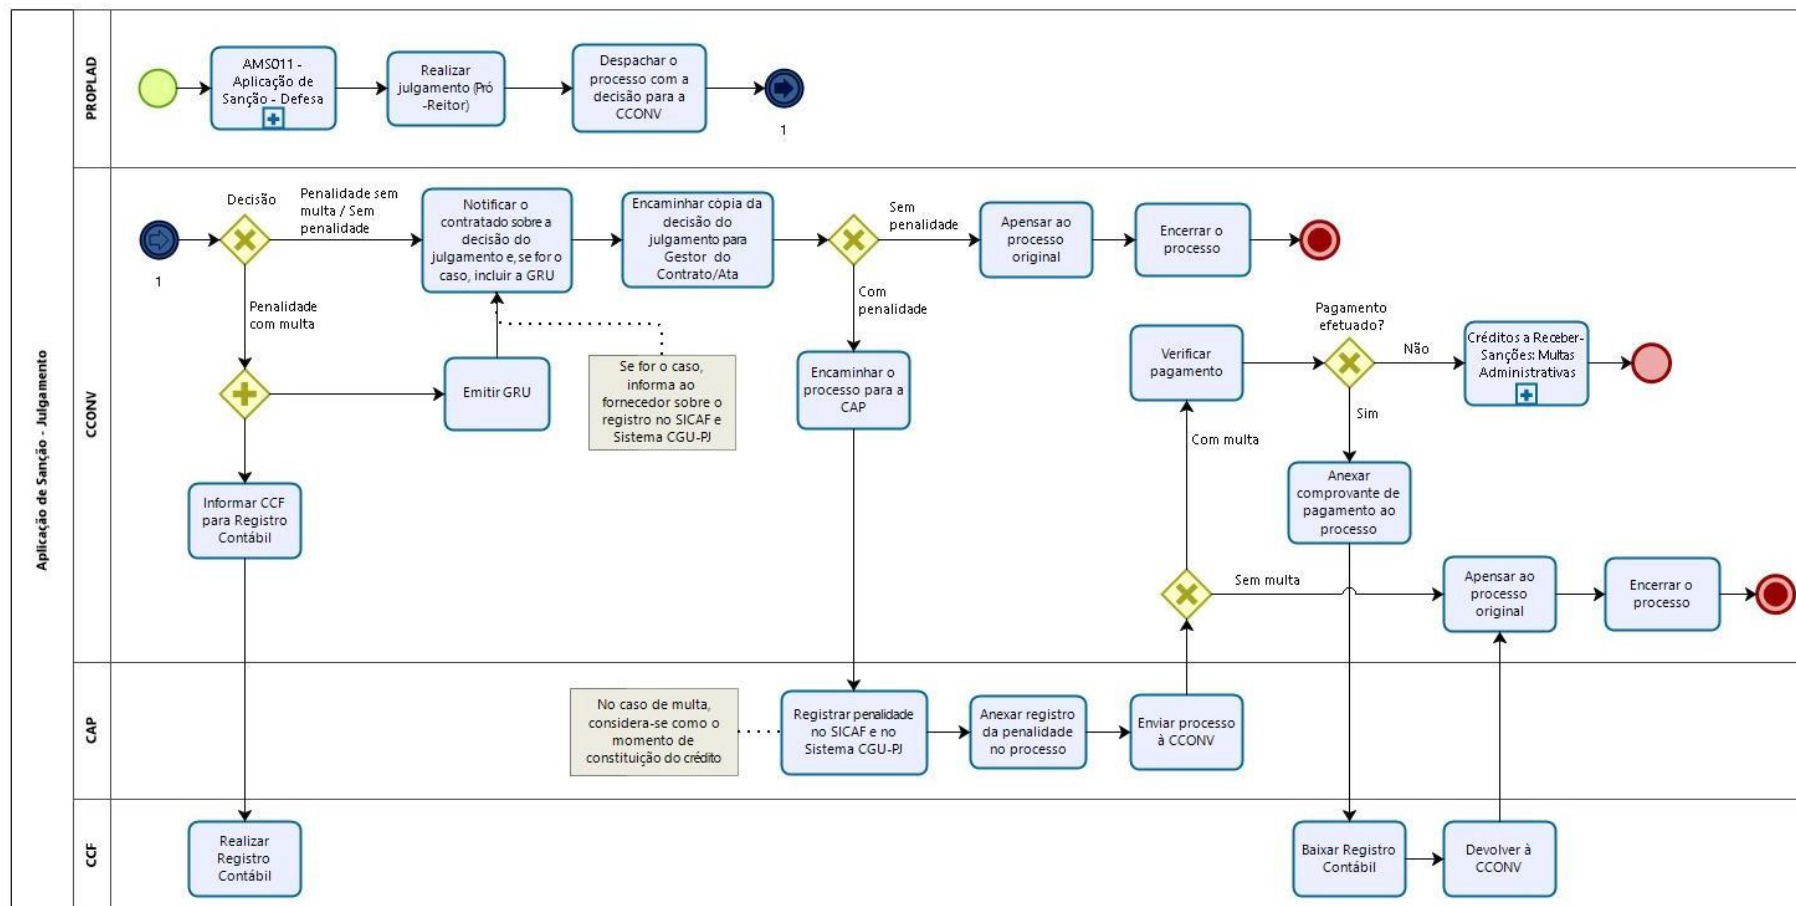 Aplicação de Sanção - Julgamento
PROPLAD
AMS011 -
Aplicação de
Sanção - Defesa
Realizar
julgamento (Pró
-Reitor)
Despachar o
processo com a
decisão para a
CCONV
1
CCONV
1
Decisão
Penalidade sem
multa / Sem
penalidade
Penalidade
com multa
Notificar o
contratado sobre a
decisão do
julgamento e, se for o
caso, incluir a GRU
Encaminhar cópia da
decisão do
julgamento para
Gestor do
Contrato/Ata
Sem
penalidade
Com
penalidade
Apensar ao
processo
original
Encerrar o
processo
Emitir GRU
Se for o caso,
informa ao
fornecedor sobre o
registro no SICAF e
Sistema CGU-PJ
Encaminhar o
processo para a
CAP
Verificar
pagamento
Pagamento
efetuado?
Não
Sim
Créditos a Receber-
Sanções: Multas
Administrativas
Com multa
Informar CCF
para Registro
Contábil
Anexar
comprovante de
pagamento ao
processo
Sem multa
Apensar ao
processo
original
Encerrar o
processo
CAP
No caso de multa,
considera-se como o
momento de
constituição do crédito
Registrar penalidade
no SICAF e no
Sistema CGU-PJ
Anexar registro
da penalidade
no processo
Enviar processo
à CCONV
CCF
Realizar
Registro
Contábil
Baixar Registro
Contábil
Devolver à
CCONV